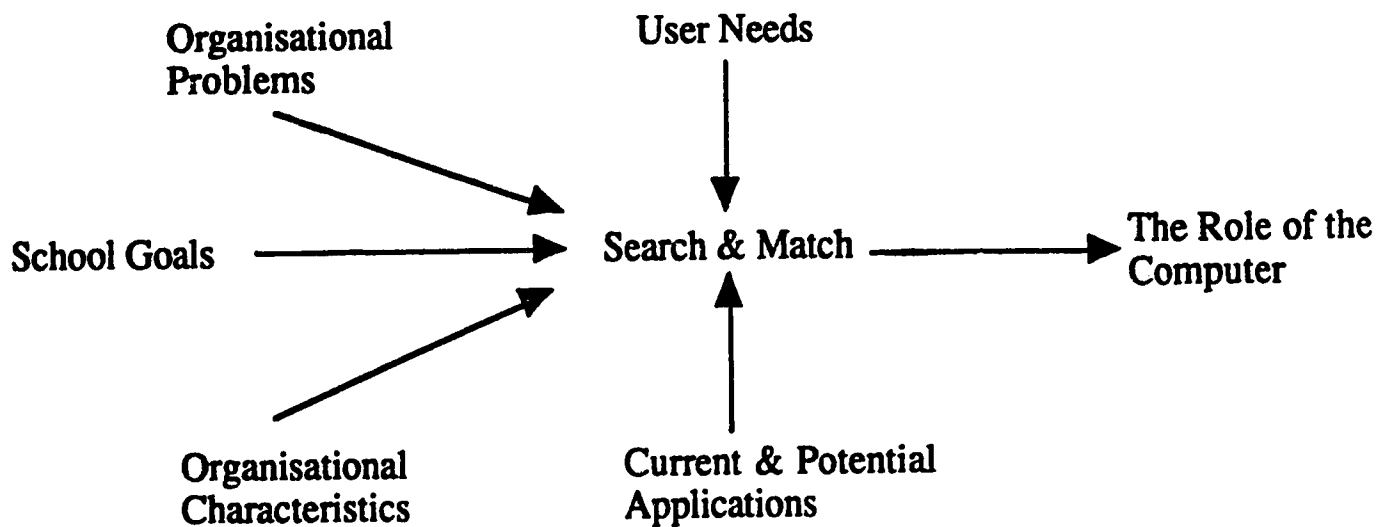 Organisational
Problems
User Needs
School Goals
Search & Match
The Role of the
Computer
Organisational
Characteristics
Current & Potential
Applications